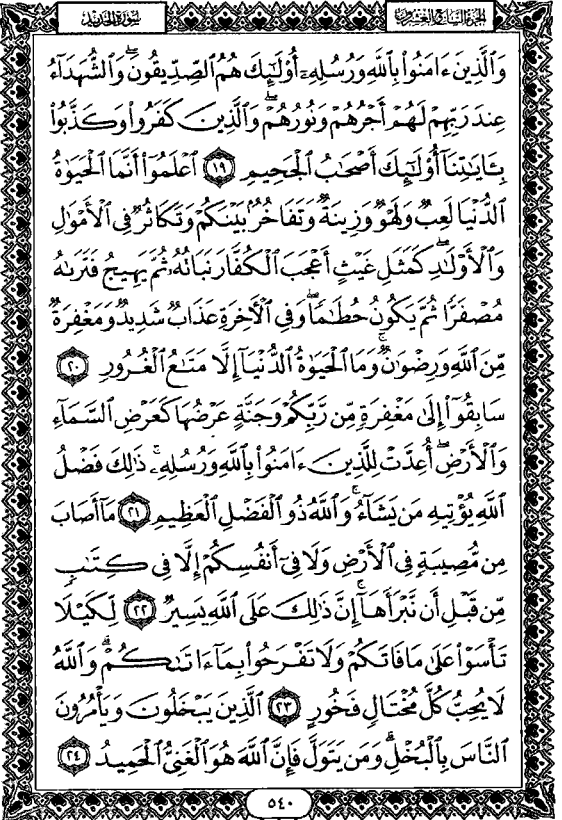 سورة الحديد
الجزء السابع والعشرون
وَٱلَّذِينَ ءَامَنُوا۟ بِٱللَّهِ وَرُسُلِهِۦٓ أُو۟لَٰٓئِكَ هُمُ ٱلصِّدِّيقُونَ ۖ وَٱلشُّهَدَآءُ
عِندَ رَبِّهِمْ لَهُمْ أَجْرُهُمْ وَنُورُهُمْ ۖ وَٱلَّذِينَ كَفَرُوا۟ وَكَذَّبُوا۟
بِـَٔايَٰتِنَآ أُو۟لَٰٓئِكَ أَصْحَٰبُ ٱلْجَحِيمِ ١٩ ٱعْلَمُوٓا۟ أَنَّمَا ٱلْحَيَوٰةُ
ٱلدُّنْيَا لَعِبٌ وَلَهْوٌ وَزِينَةٌ وَتَفَاخُرٌۢ بَيْنَكُمْ وَتَكَاثُرٌ فِى ٱلْأَمْوَٰلِ
وَٱلْأَوْلَٰدِ ۖ كَمَثَلِ غَيْثٍ أَعْجَبَ ٱلْكُفَّارَ نَبَاتُهُۥ ثُمَّ يَهِيجُ فَتَرَىٰهُ
مُصْفَرًّا ثُمَّ يَكُونُ حُطَٰمًا ۖ وَفِى ٱلْءَاخِرَةِ عَذَابٌ شَدِيدٌ وَمَغْفِرَةٌ
مِّنَ ٱللَّهِ وَرِضْوَٰنٌ ۚ وَمَا ٱلْحَيَوٰةُ ٱلدُّنْيَآ إِلَّا مَتَٰعُ ٱلْغُرُورِ ٢٠
سَابِقُوٓا۟ إِلَىٰ مَغْفِرَةٍ مِّن رَّبِّكُمْ وَجَنَّةٍ عَرْضُهَا كَعَرْضِ ٱلسَّمَآءِ
وَٱلْأَرْضِ أُعِدَّتْ لِلَّذِينَ ءَامَنُوا۟ بِٱللَّهِ وَرُسُلِهِۦ ۚ ذَٰلِكَ فَضْلُ
ٱللَّهِ يُؤْتِيهِ مَن يَشَآءُ ۚ وَٱللَّهُ ذُو ٱلْفَضْلِ ٱلْعَظِيمِ ٢١ مَآ أَصَابَ
مِن مُّصِيبَةٍ فِى ٱلْأَرْضِ وَلَا فِىٓ أَنفُسِكُمْ إِلَّا فِى كِتَٰبٍ
مِّن قَبْلِ أَن نَّبْرَأَهَآ ۚ إِنَّ ذَٰلِكَ عَلَى ٱللَّهِ يَسِيرٌ ٢٢ لِّكَيْلَا
تَأْسَوْا۟ عَلَىٰ مَا فَاتَكُمْ وَلَا تَفْرَحُوا۟ بِمَآ ءَاتَىٰكُمْ ۗ وَٱللَّهُ
لَا يُحِبُّ كُلَّ مُخْتَالٍ فَخُورٍ ٢٣ ٱلَّذِينَ يَبْخَلُونَ وَيَأْمُرُونَ
ٱلنَّاسَ بِٱلْبُخْلِ ۗ وَمَن يَتَوَلَّ فَإِنَّ ٱللَّهَ هُوَ ٱلْغَنِىُّ ٱلْحَمِيدُ ٢٤
٥٤٠